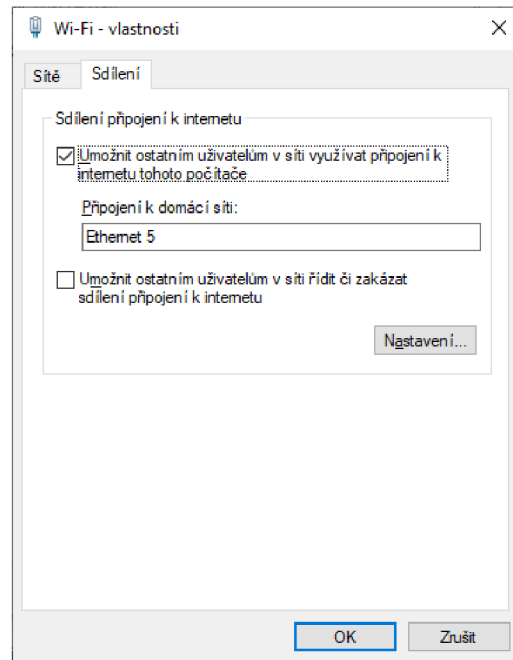 Wi-Fi - vlastnosti
Sítě
Sdílení
Sdílení připojení k internetu
Umožnit ostatním uživatelům v síti využívat připojení k
internetu tohoto počítače
Připojení k domácí síti:
Ethernet 5
Umožnit ostatním uživatelům v síti řídit či zakázat
sdílení připojení k internetu
Nastavení...
OK
Zrušit